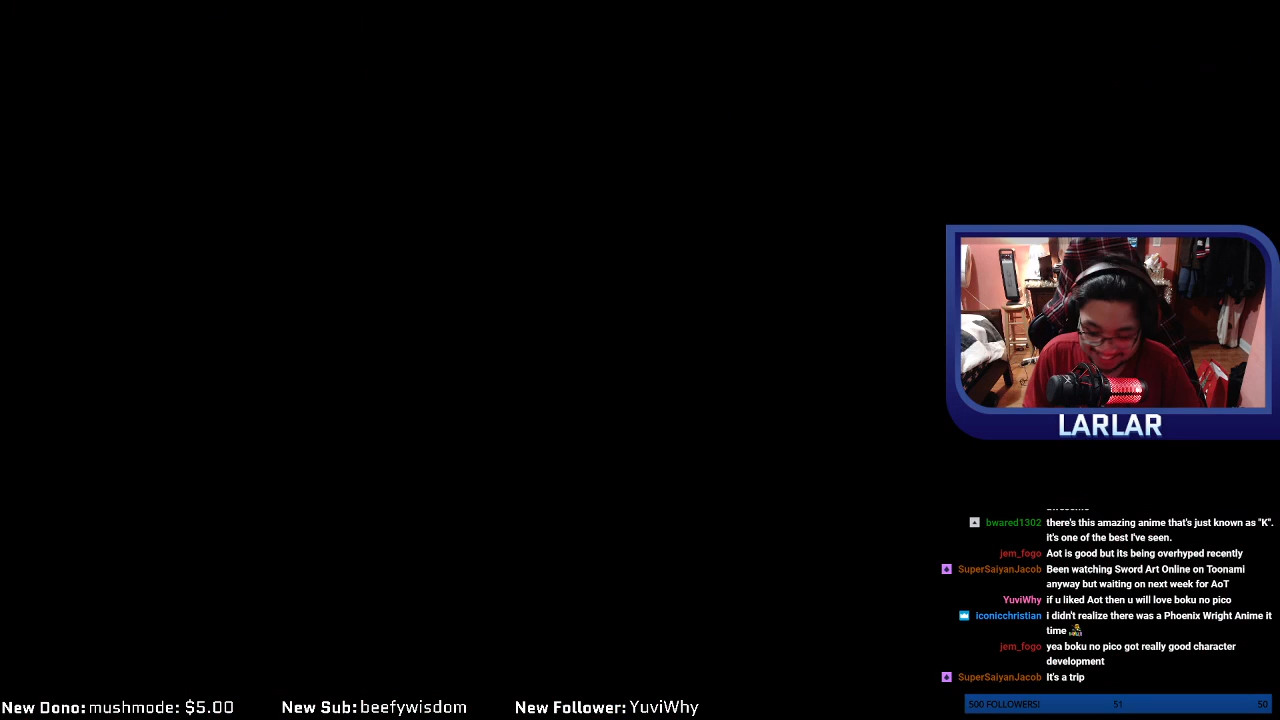 LARLAR
bwared1302 there's this amazing anime that's just known as "K".
it's one of the best I've seen.
jem_fogo Aot is good but its being overhyped recently
SuperSaiyanJacob Been watching Sword Art Online on Toonami
anyway but waiting on next week for AoT
YuviWhy if u liked Aot then u will love boku no pico
iconicchristian i didn't realize there was a Phoenix Wright Anime it
time
jem_fogo yea boku no pico got really good character
development
SuperSaiyanJacob It's a trip
500 FOLLOWERS! 51 50
New Dono: mushmode: $5.00 New Sub: beefywisdom New Follower: YuviWhy